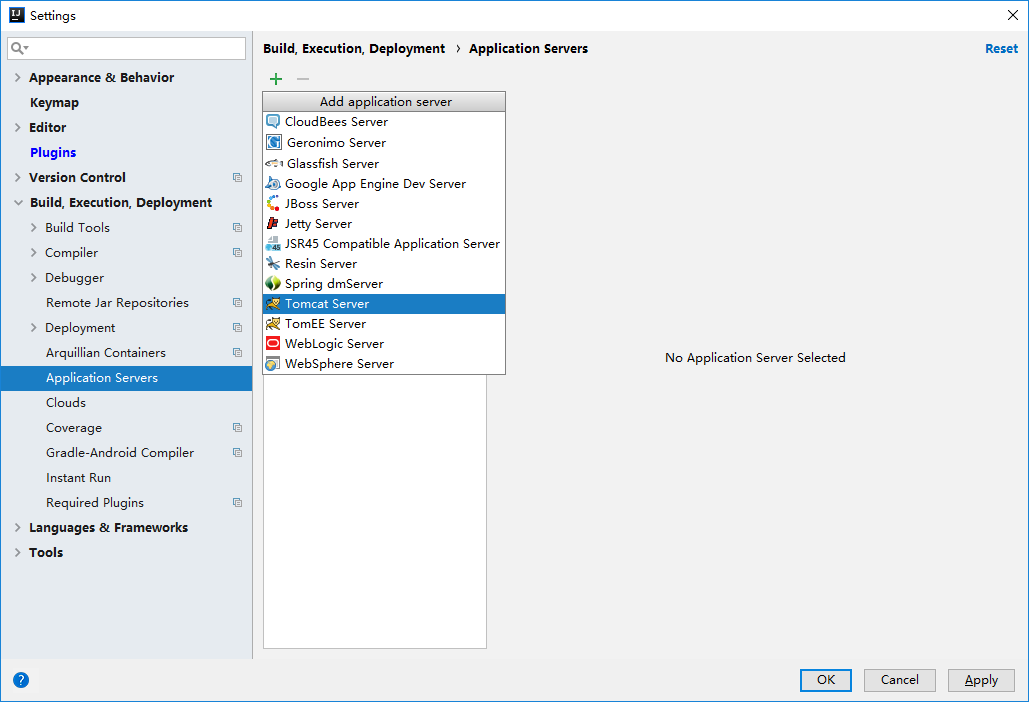 Settings
Appearance & Behavior
Keymap
Editor
Plugins
Version Control
Build, Execution, Deployment
Build Tools
Compiler
Debugger
Remote Jar Repositories
Deployment
Arquillian Containers
Application Servers
Clouds
Coverage
Gradle-Android Compiler
Instant Run
Required Plugins
Languages & Frameworks
Tools
Build, Execution, Deployment › Application Servers
Reset
Add application server
CloudBees Server
Geronimo Server
Glassfish Server
Google App Engine Dev Server
JBoss Server
Jetty Server
JSR45 Compatible Application Server
Resin Server
Spring dmServer
Tomcat Server
TomEE Server
WebLogic Server
WebSphere Server
No Application Server Selected
?
OK
Cancel
Apply